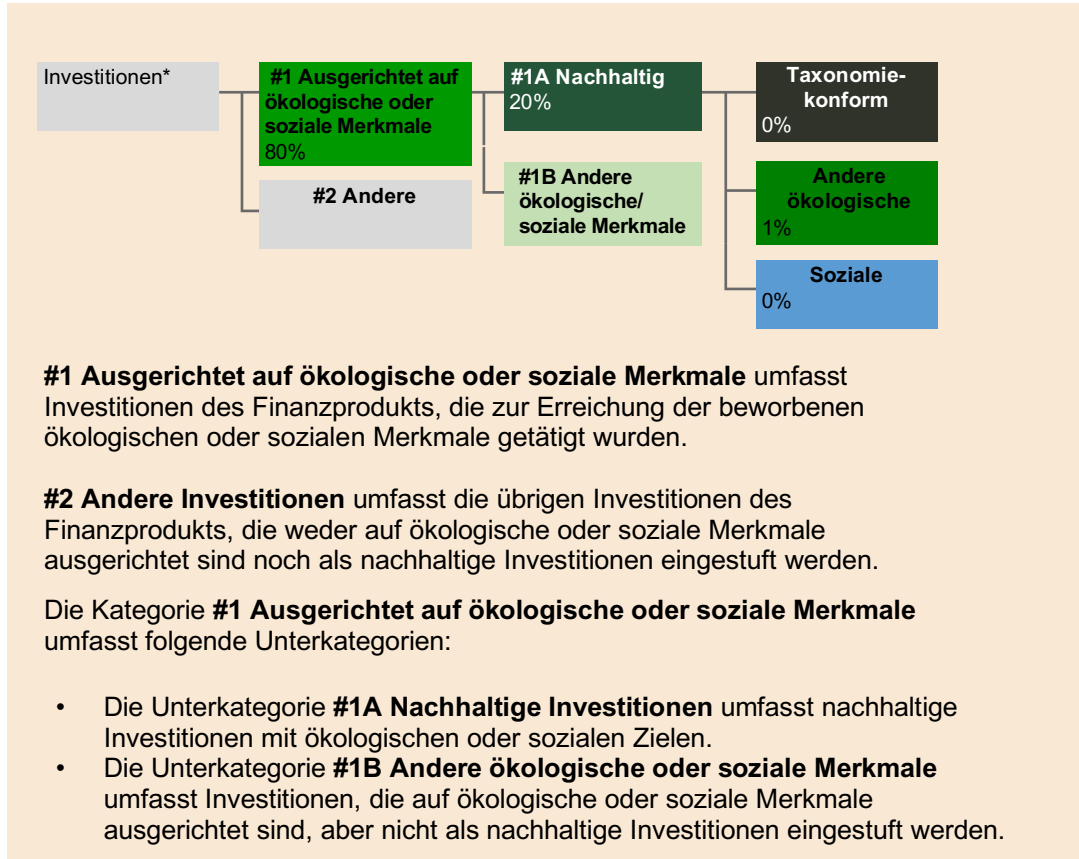 Investitionen*
#1 Ausgerichtet auf
ökologische oder
soziale Merkmale
80%
#2 Andere
#1A Nachhaltig
20%
#1B Andere
ökologische/
soziale Merkmale
Taxonomie-
konform
0%
Andere
ökologische
1%
Soziale
0%
#1 Ausgerichtet auf ökologische oder soziale Merkmale umfasst
Investitionen des Finanzprodukts, die zur Erreichung der beworbenen
ökologischen oder sozialen Merkmale getätigt wurden.
#2 Andere Investitionen umfasst die übrigen Investitionen des
Finanzprodukts, die weder auf ökologische oder soziale Merkmale
ausgerichtet sind noch als nachhaltige Investitionen eingestuft werden.
Die Kategorie #1 Ausgerichtet auf ökologische oder soziale Merkmale
umfasst folgende Unterkategorien:
• Die Unterkategorie #1A Nachhaltige Investitionen umfasst nachhaltige
Investitionen mit ökologischen oder sozialen Zielen.
• Die Unterkategorie #1B Andere ökologische oder soziale Merkmale
umfasst Investitionen, die auf ökologische oder soziale Merkmale
ausgerichtet sind, aber nicht als nachhaltige Investitionen eingestuft werden.